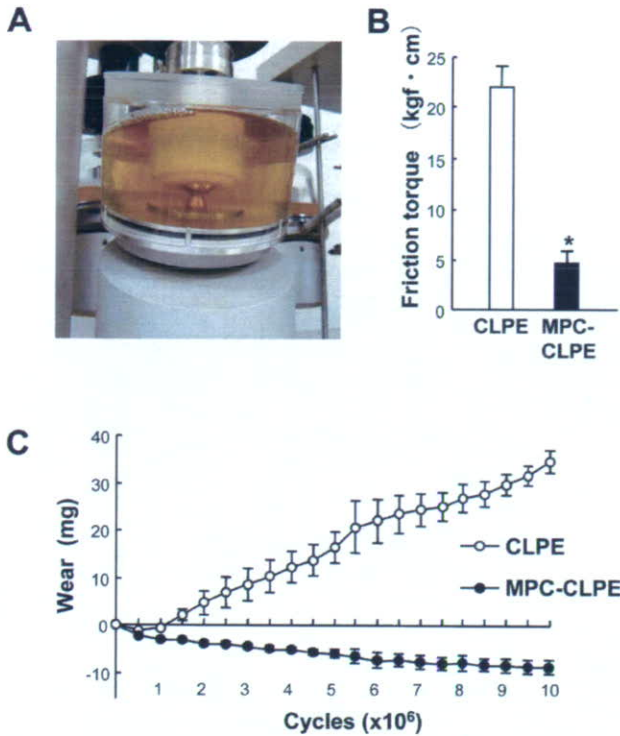 A
B
Friction torque (kgf・cm)
25
20
15
10
5
0
*
CLPE
MPC-
CLPE
C
Wear (mg)
40
30
20
10
0
-10
CLPE
MPC-CLPE
1 2 3 4 5 6 7 8 9 10
Cycles (x10⁶)